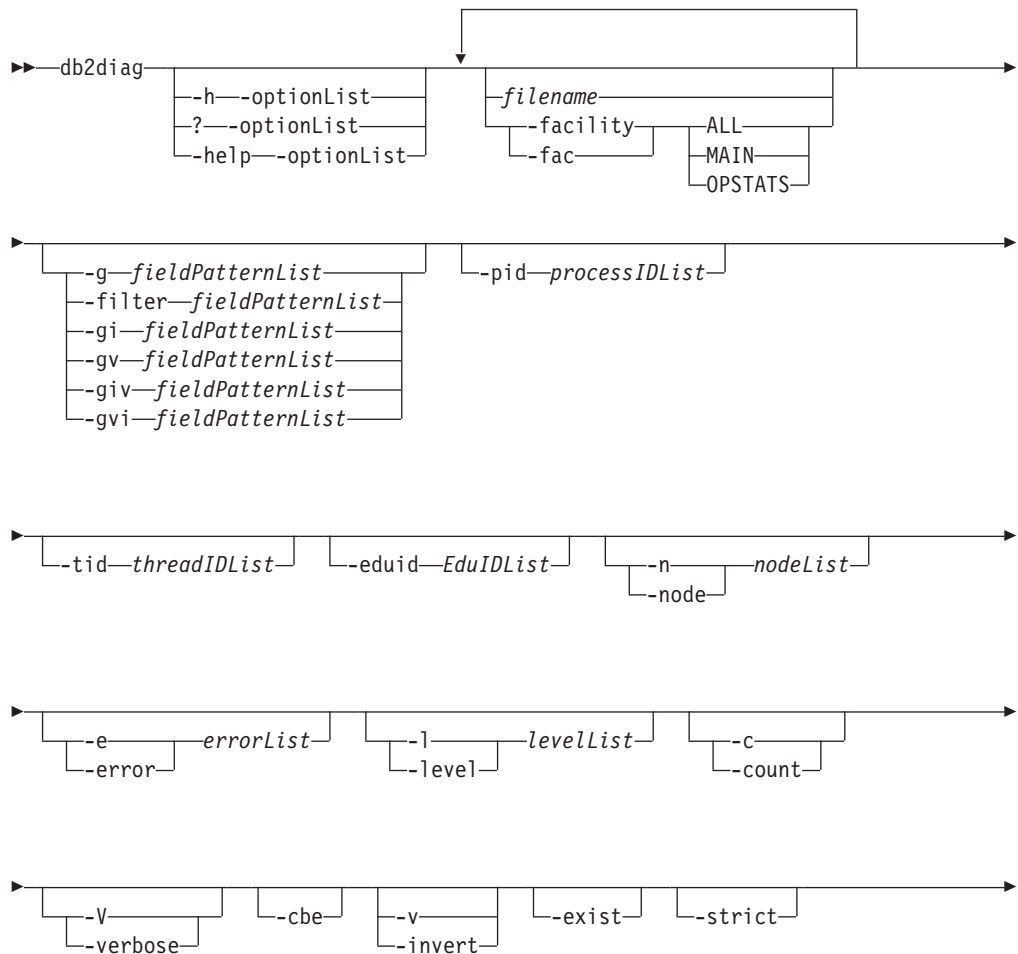 db2diag
-h -optionList
? -optionList
-help -optionList
filename
-facility
-fac
ALL
MAIN
OPSTATS
-g fieldPatternList
-filter fieldPatternList
-gi fieldPatternList
-gv fieldPatternList
-giv fieldPatternList
-gvi fieldPatternList
-pid processIDList
-tid threadIDList
-eduid EduIDList
-n nodeList
-node
-e errorList
-error
-l levelList
-level
-c
-count
-V
-verbose
-cbe
-v
-invert
-exist
-strict